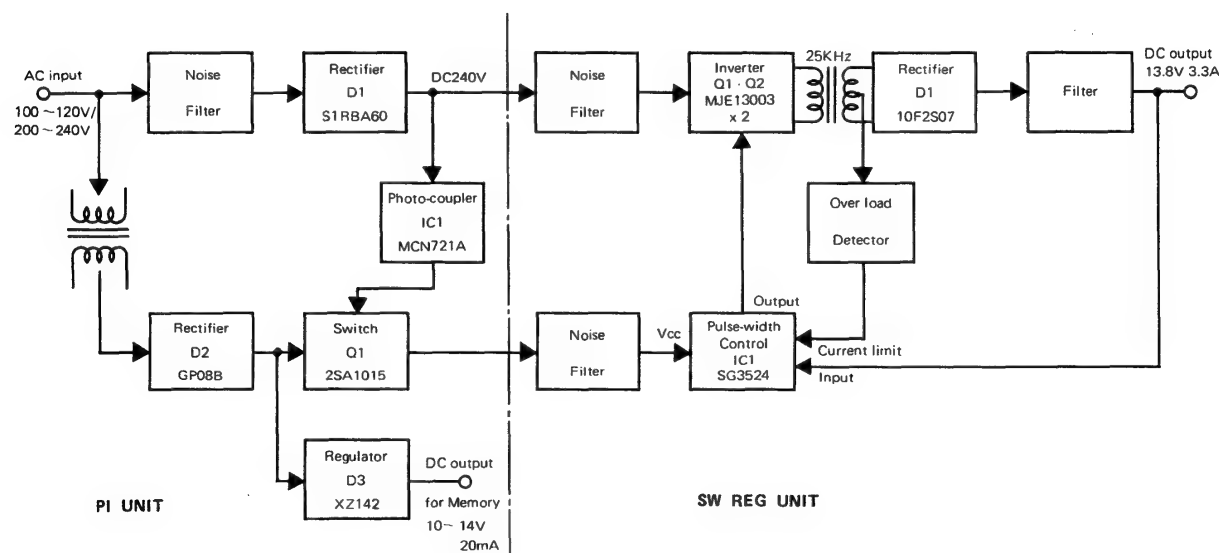 AC input
100 ~120V/
200 ~240V
Noise
Filter
Rectifier
D1
S1RBA60
DC240V
Noise
Filter
Inverter
Q1 · Q2
MJE13003
x 2
25KHz
Rectifier
D1
10F2S07
Filter
DC output
13.8V 3.3A
Photo-coupler
IC1
MCN721A
Over load
Detector
Rectifier
D2
GP08B
Switch
Q1
2SA1015
Noise
Filter
Vcc
Output
Pulse-width
Control
IC1
SG3524
Current limit
Input
Regulator
D3
XZ142
DC output
for Memory
10~ 14V
20mA
PI UNIT
SW REG UNIT